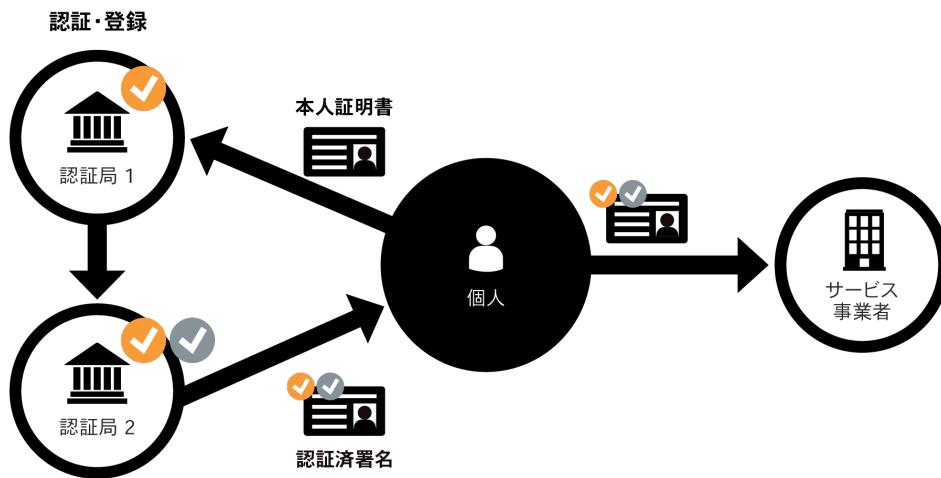 認証・登録
認証局 1
本人証明書
個人
サービス
事業者
認証局 2
認証済署名